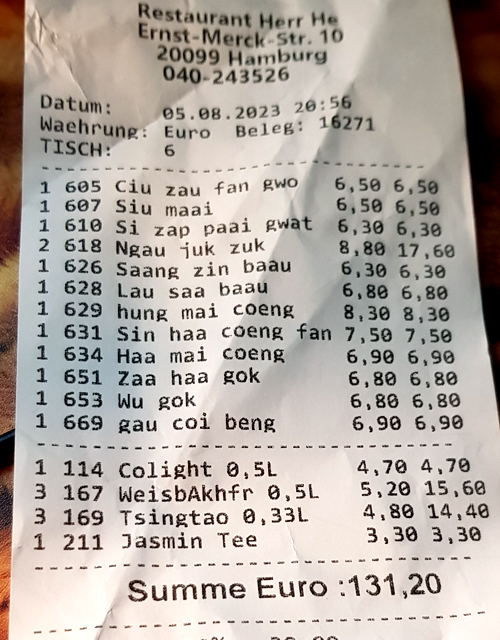 Restaurant Herr He
Ernst-Merck-Str. 10
20099 Hamburg
040-243526
Datum: 05.08.2023 20:56
Waehrung: Euro Beleg: 16271
TISCH: 6
1 605 Ciu zau fan gwo 6,50 6,50
1 607 Siu maai 6,50 6,50
1 610 Si zap paai gwat 6,30 6,30
2 618 Ngau juk zuk 8,80 17,60
1 626 Saang zin baau 6,30 6,30
1 628 Lau saa baau 6,80 6,80
1 629 hung mai coeng 8,30 8,30
1 631 Sin haa coeng fan 7,50 7,50
1 634 Haa mai coeng 6,90 6,90
1 651 Zaa haa gok 6,80 6,80
1 653 Wu gok 6,80 6,80
1 669 gau coi beng 6,90 6,90
1 114 Colight 0,5L 4,70 4,70
3 167 WeisbAkhfr 0,5L 5,20 15,60
3 169 Tsingtao 0,33L 4,80 14,40
1 211 Jasmin Tee 3,30 3,30
Summe Euro :131,20